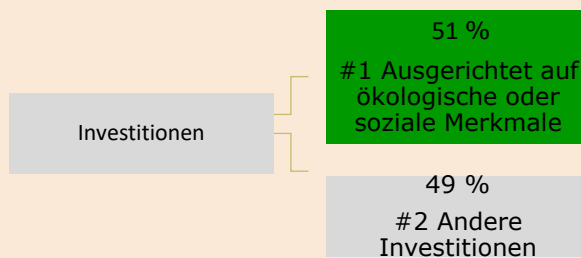 51 %
#1 Ausgerichtet auf
ökologische oder
soziale Merkmale
Investitionen
49 %
#2 Andere
Investitionen